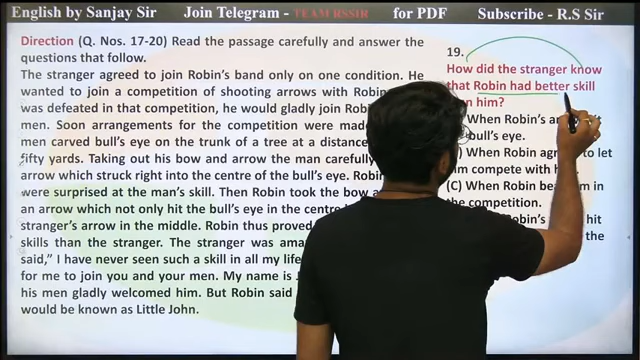 English by Sanjay Sir Join Telegram - TEAM RSSIR for PDF Subscribe - R.S Sir
Direction (Q. Nos. 17-20) Read the passage carefully and answer the
questions that follow.
The stranger agreed to join Robin's band only on one condition. He
wanted to join a competition of shooting arrows with Robin
was defeated in that competition, he would gladly join Robin
men. Soon arrangements for the competition were made
men carved bull's eye on the trunk of a tree at a distance
fifty yards. Taking out his bow and arrow the man carefully
arrow which struck right into the centre of the bull's eye. Robin
were surprised at the man's skill. Then Robin took the bow
an arrow which not only hit the bull's eye in the centre
stranger's arrow in the middle. Robin thus proved
skills than the stranger. The stranger was
said," I have never seen such a skill in all my life
for me to join you and your men. My name is
his men gladly welcomed him. But Robin said
would be known as Little John.
19.
How did the stranger know
that Robin had better skill
him?
When Robin's
bull's eye.
When Robin to let
compete with
(C) When Robin in
the competition.
hit
the